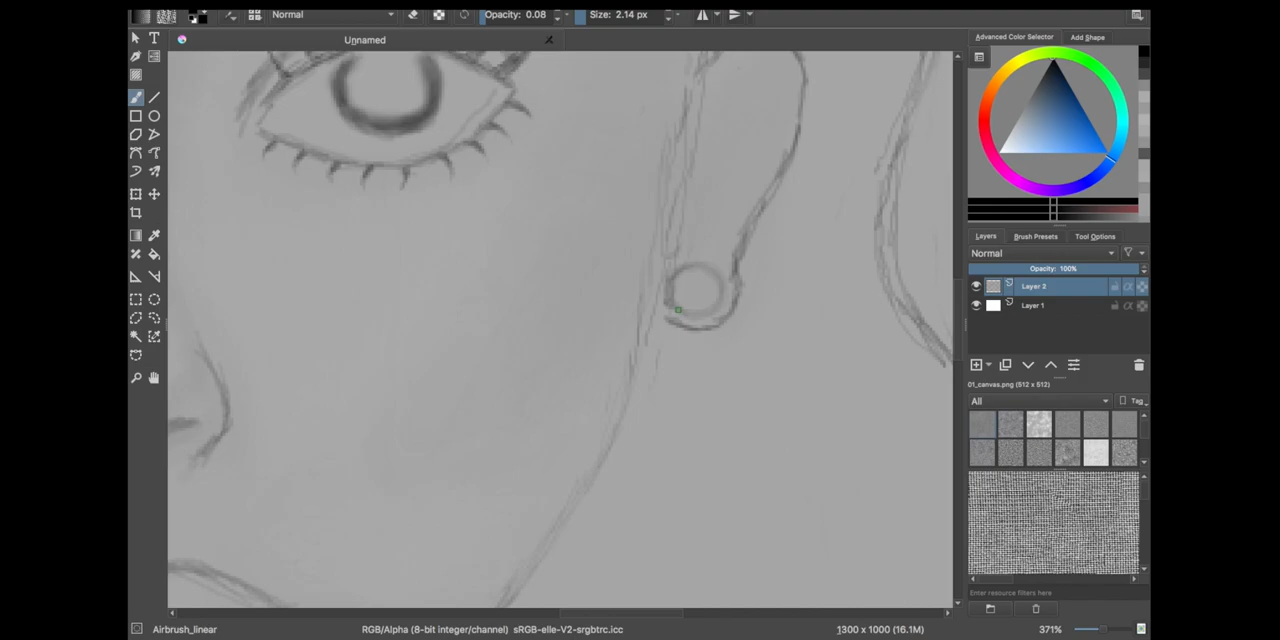 Normal
Opacity: 0.08
Size: 2.14 px
Unnamed
Advanced Color Selector
Add Shape
Layers
Brush Presets
Tool Options
Normal
Opacity: 100%
Layer 2
Layer 1
01_canvas.png (512 x 512)
All
Tag
Enter resource filters here
Airbrush_linear
RGB/Alpha (8-bit integer/channel) sRGB-elle-V2-srgbtrc.icc
1300 x 1000 (16.1M)
371%